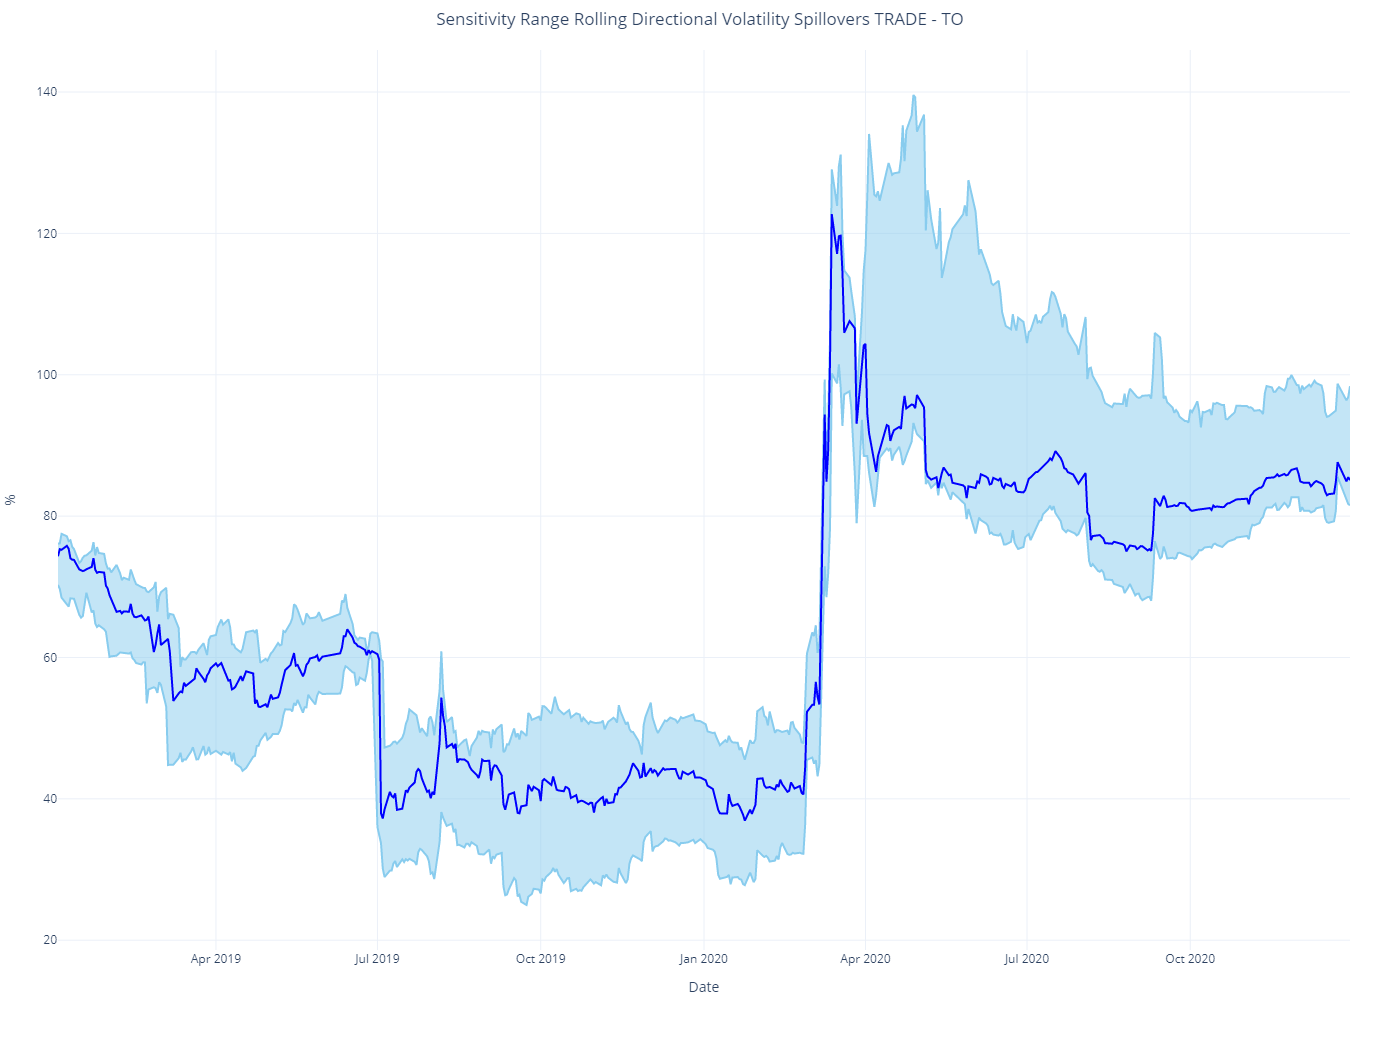 Sensitivity Range Rolling Directional Volatility Spillovers TRADE - TO
140
120
100
80
60
40
20
%
Apr 2019 Jul 2019 Oct 2019 Jan 2020 Apr 2020 Jul 2020 Oct 2020
Date